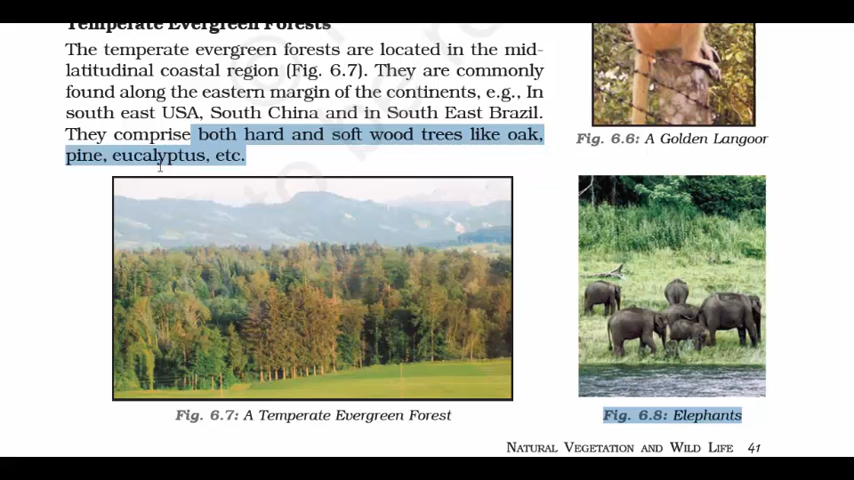 Temperate Evergreen Forests
The temperate evergreen forests are located in the mid-
latitudinal coastal region (Fig. 6.7). They are commonly
found along the eastern margin of the continents, e.g., In
south east USA, South China and in South East Brazil.
They comprise both hard and soft wood trees like oak,
pine, eucalyptus, etc.
Fig. 6.6: A Golden Langoor
Fig. 6.7: A Temperate Evergreen Forest
Fig. 6.8: Elephants
NATURAL VEGETATION AND WILD LIFE 41